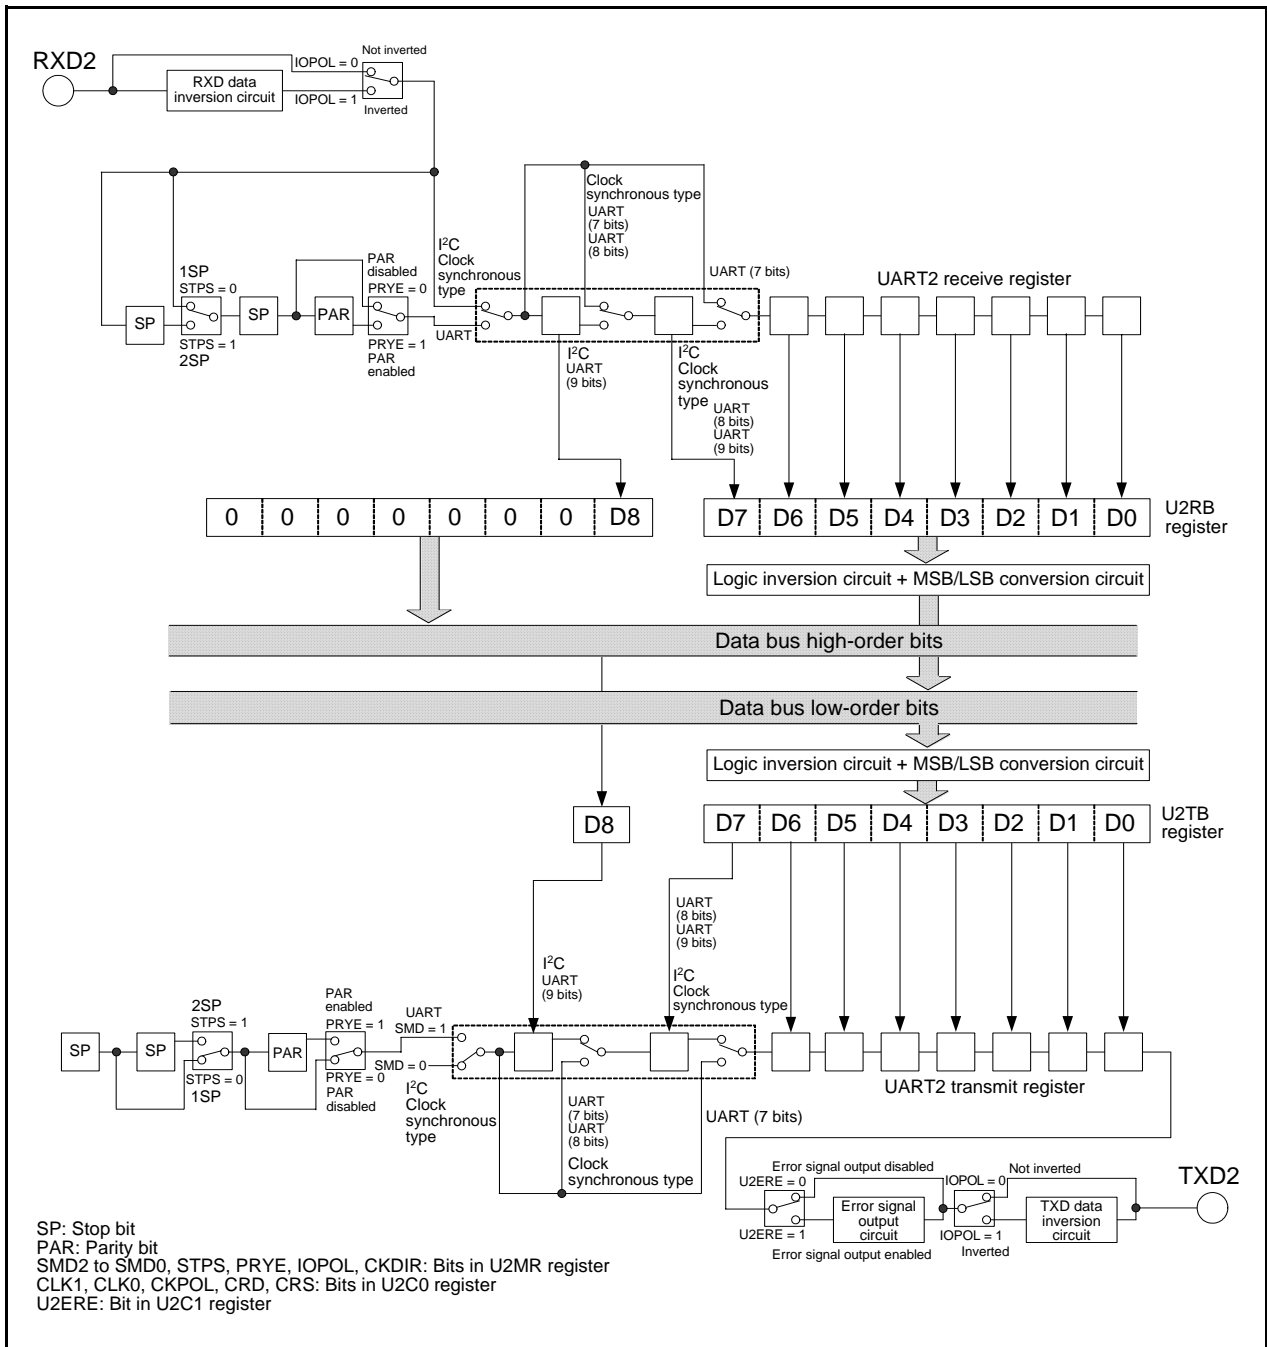 RXD2
Not inverted
IOPOL = 0
RXD data
inversion circuit
IOPOL = 1
Inverted
Clock
synchronous type
UART
(7 bits)
UART
(8 bits)
I²C
Clock
synchronous
type
PAR
disabled
1SP
STPS = 0
PRYE = 0
UART (7 bits)
UART2 receive register
SP
SP
PAR
UART
STPS = 1
2SP
PRYE = 1
PAR
enabled
I²C
UART
(9 bits)
I²C
Clock
synchronous
type
UART
(8 bits)
UART
(9 bits)
0 0 0 0 0 0 0 D8
D7 D6 D5 D4 D3 D2 D1 D0
U2RB
register
Logic inversion circuit + MSB/LSB conversion circuit
Data bus high-order bits
Data bus low-order bits
Logic inversion circuit + MSB/LSB conversion circuit
D8
D7 D6 D5 D4 D3 D2 D1 D0
U2TB
register
UART
(8 bits)
UART
(9 bits)
I²C
UART
(9 bits)
I²C
Clock
synchronous type
2SP
STPS = 1
PAR
enabled
PRYE = 1
UART
SMD = 1
SP
SP
PAR
STPS = 0
1SP
PRYE = 0
PAR
disabled
SMD = 0
I²C
Clock
synchronous
type
UART
(7 bits)
UART
(8 bits)
Clock
synchronous type
UART (7 bits)
UART2 transmit register
Error signal output disabled
U2ERE = 0
IOPOL = 0
Not inverted
TXD2
Error signal
output
circuit
TXD data
inversion
circuit
U2ERE = 1
Error signal output enabled
IOPOL = 1
Inverted
SP: Stop bit
PAR: Parity bit
SMD2 to SMD0, STPS, PRYE, IOPOL, CKDIR: Bits in U2MR register
CLK1, CLK0, CKPOL, CRD, CRS: Bits in U2C0 register
U2ERE: Bit in U2C1 register